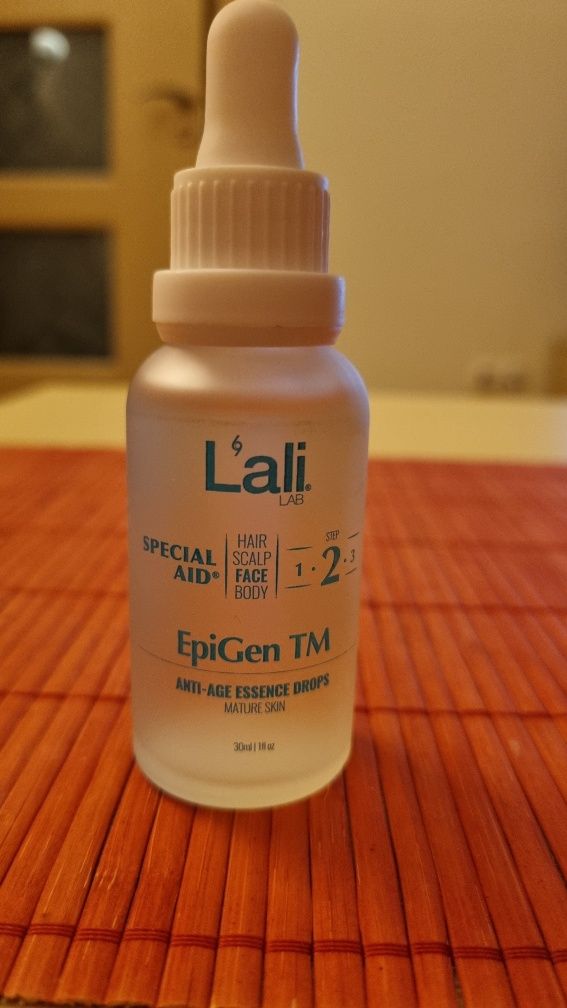 L'ali®
LAB
SPECIAL
AID®
HAIR
SCALP
FACE
BODY
STEP
1 · 2 · 3
EpiGen TM
ANTI-AGE ESSENCE DROPS
MATURE SKIN
30ml | 1fl oz